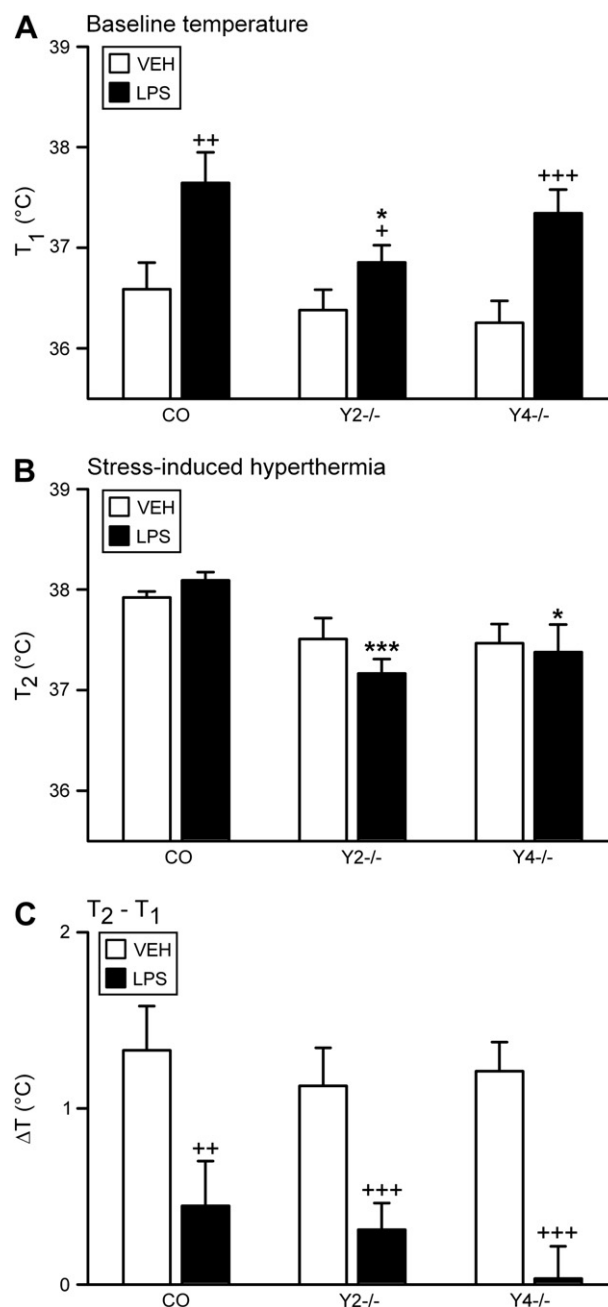 A Baseline temperature
39
VEH
LPS
38
37
36
T1 (°C)
++
*
+
+++
CO Y2-/- Y4-/-
B Stress-induced hyperthermia
39
VEH
LPS
38
37
36
T2 (°C)
***
*
CO Y2-/- Y4-/-
C T2 - T1
2
VEH
LPS
1
0
ΔT (°C)
++
+++
+++
CO Y2-/- Y4-/-